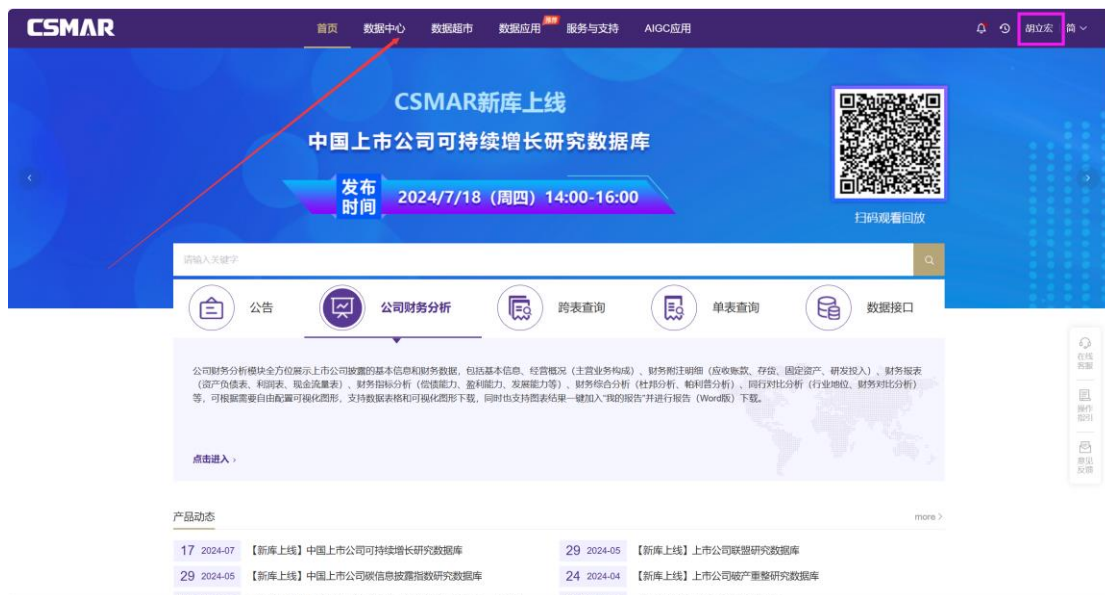 CSMAR 首页 数据中心 数据超市 数据应用 推荐 服务与支持 AIGC应用 胡立宏 简
CSMAR新库上线
中国上市公司可持续增长研究数据库
发布时间 2024/7/18（周四）14:00-16:00
扫码观看回放
请输入关键字
公告 公司财务分析 跨表查询 单表查询 数据接口
公司财务分析模块全方位展示上市公司披露的基本信息和财务数据，包括基本信息、经营概况（主营业务构成）、财务附注明细（应收账款、存货、固定资产、研发投入）、财务报表
（资产负债表、利润表、现金流量表）、财务指标分析（偿债能力、盈利能力、发展能力等）、财务综合分析（杜邦分析、帕利普分析）、同行对比分析（行业地位、财务对比分析）
等，可根据需要自由配置可视化图形，支持数据表格和可视化图形下载，同时也支持图表结果一键加入“我的报告”并进行报告（Word版）下载。
点击进入 ›
在线客服
操作指引
意见反馈
产品动态 more
17 2024-07 【新库上线】中国上市公司可持续增长研究数据库 29 2024-05 【新库上线】上市公司联盟研究数据库
29 2024-05 【新库上线】中国上市公司碳信息披露指数研究数据库 24 2024-04 【新库上线】上市公司破产重整研究数据库